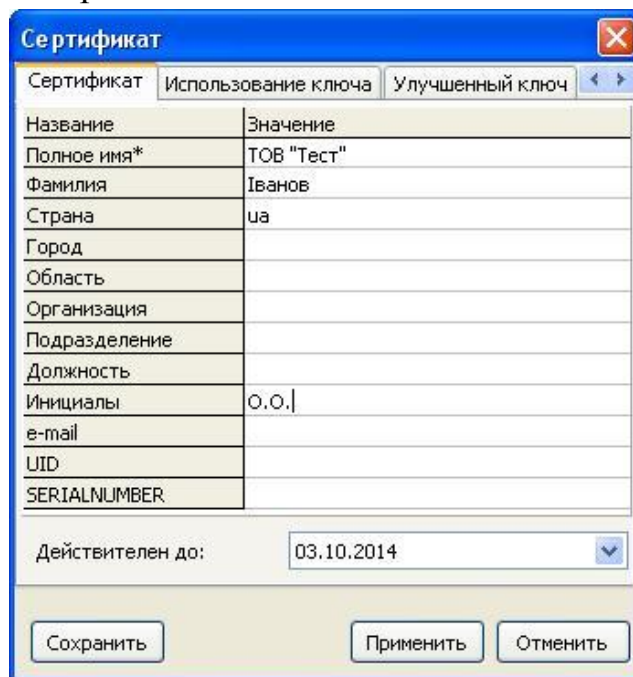 Сертификат
Сертификат Использование ключа Улучшенный ключ
Название Значение
Полное имя* ТОВ "Тест"
Фамилия Іванов
Страна ua
Город
Область
Организация
Подразделение
Должность
Инициалы О.О.
e-mail
UID
SERIALNUMBER
Действителен до: 03.10.2014
Сохранить Применить Отменить